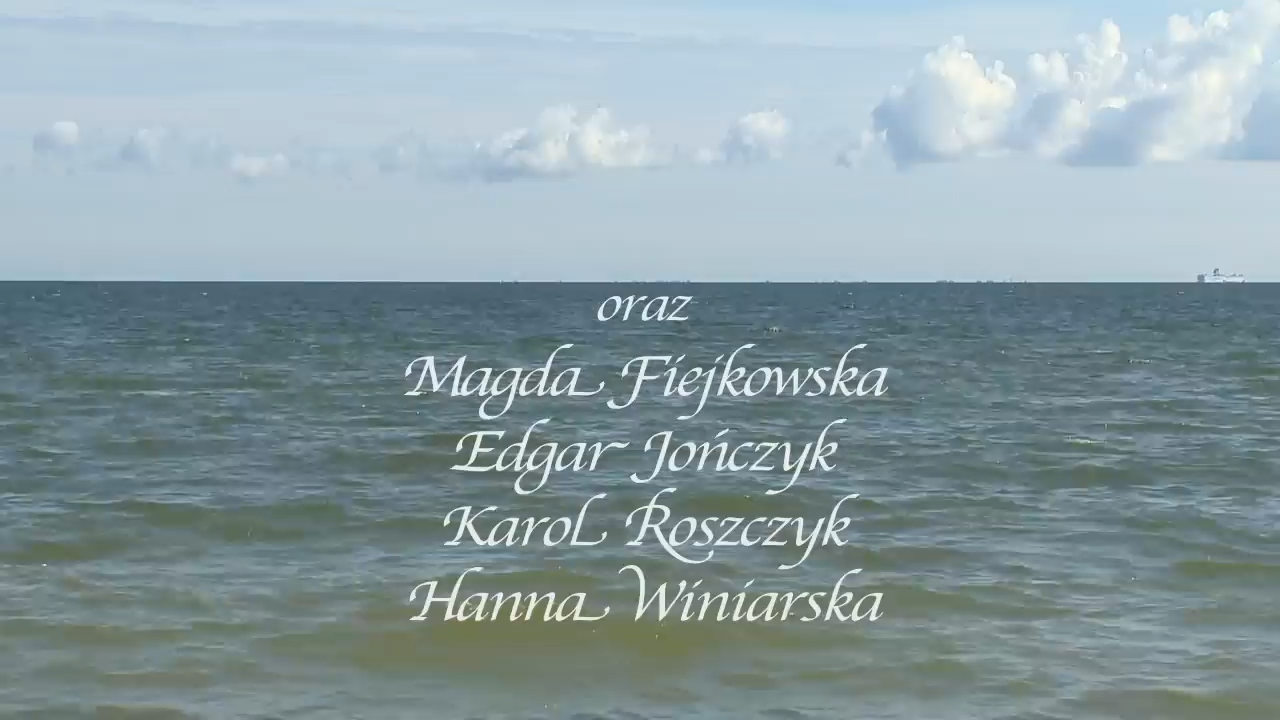 oraz
Magda Fiejkowska
Edgar Jończyk
Karol Roszczyk
Hanna Winiarska